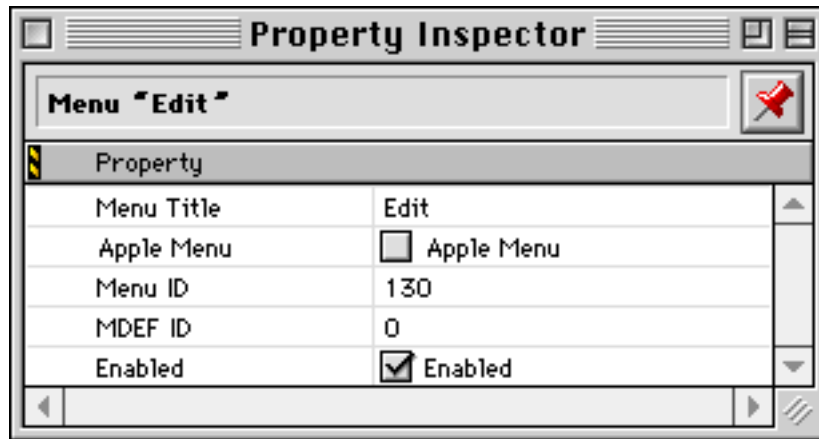 Property Inspector
Menu “Edit”
Property
Menu Title Edit
Apple Menu Apple Menu
Menu ID 130
MDEF ID 0
Enabled Enabled